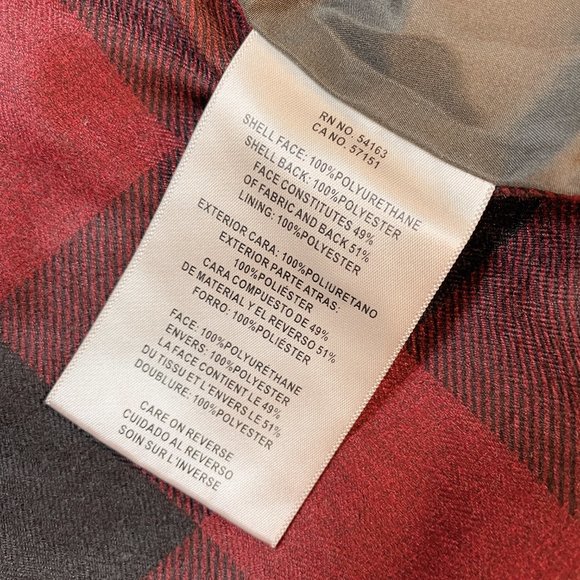 RN NO. 54163
CA NO. 57151
SHELL FACE: 100%POLYURETHANE
SHELL BACK: 100%POLYESTER
FACE CONSTITUTES 49%
OF FABRIC AND BACK 51%
LINING: 100%POLYESTER
EXTERIOR CARA: 100%POLIURETANO
EXTERIOR PARTE ATRAS:
100%POLIÉSTER
CARA COMPUESTO DE 49%
DE MATERIAL Y EL REVERSO 51%
FORRO: 100%POLIÉSTER
FACE: 100%POLYURETHANE
ENVERS: 100%POLYESTER
LA FACE CONTIENT LE 49%
DU TISSU ET L'ENVERS LE 51%
DOUBLURE: 100%POLYESTER
CARE ON REVERSE
CUIDADO AL REVERSO
SOIN SUR L'INVERSE